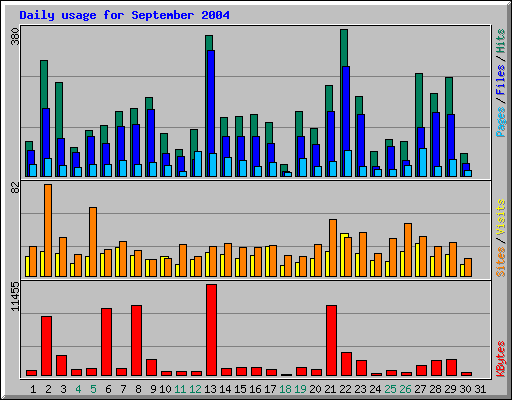 Daily usage for September 2004
380
Pages / Files / Hits
82
Sites / Visits
11455
KBytes
1 2 3 4 5 6 7 8 9 10 11 12 13 14 15 16 17 18 19 20 21 22 23 24 25 26 27 28 29 30 31